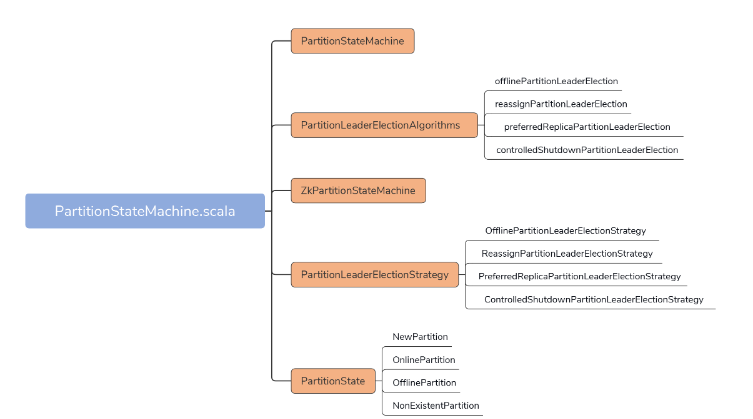 PartitionStateMachine.scala
PartitionStateMachine
PartitionLeaderElectionAlgorithms
offlinePartitionLeaderElection
reassignPartitionLeaderElection
preferredReplicaPartitionLeaderElection
controlledShutdownPartitionLeaderElection
ZkPartitionStateMachine
PartitionLeaderElectionStrategy
OfflinePartitionLeaderElectionStrategy
ReassignPartitionLeaderElectionStrategy
PreferredReplicaPartitionLeaderElectionStrategy
ControlledShutdownPartitionLeaderElectionStrategy
PartitionState
NewPartition
OnlinePartition
OfflinePartition
NonExistentPartition